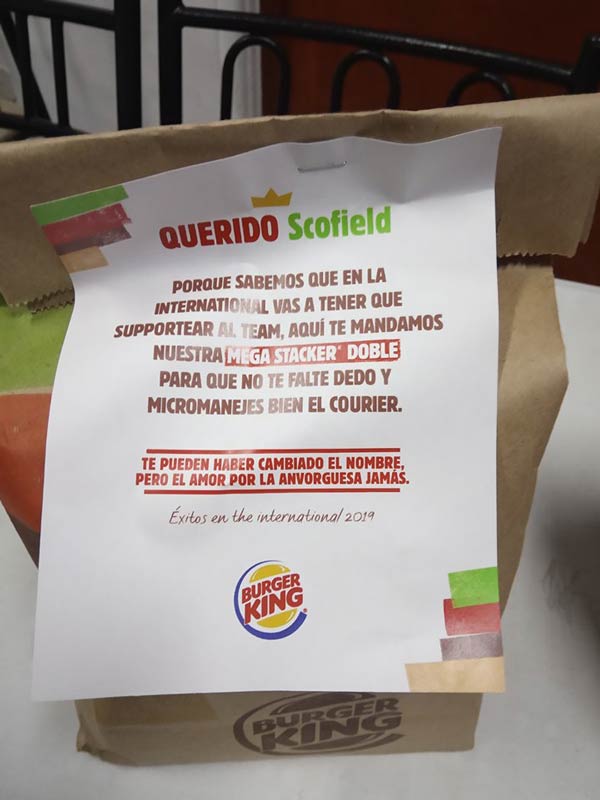 QUERIDO Scofield
PORQUE SABEMOS QUE EN LA
INTERNATIONAL VAS A TENER QUE
SUPPORTEAR AL TEAM, AQUÍ TE MANDAMOS
NUESTRA MEGA STACKER® DOBLE
PARA QUE NO TE FALTE DEDO Y
MICROMANEJES BIEN EL COURIER.
TE PUEDEN HABER CAMBIADO EL NOMBRE,
PERO EL AMOR POR LA ANVORGUESA JAMÁS.
Éxitos en the international 2019
BURGER
KING®
BURGER
KING